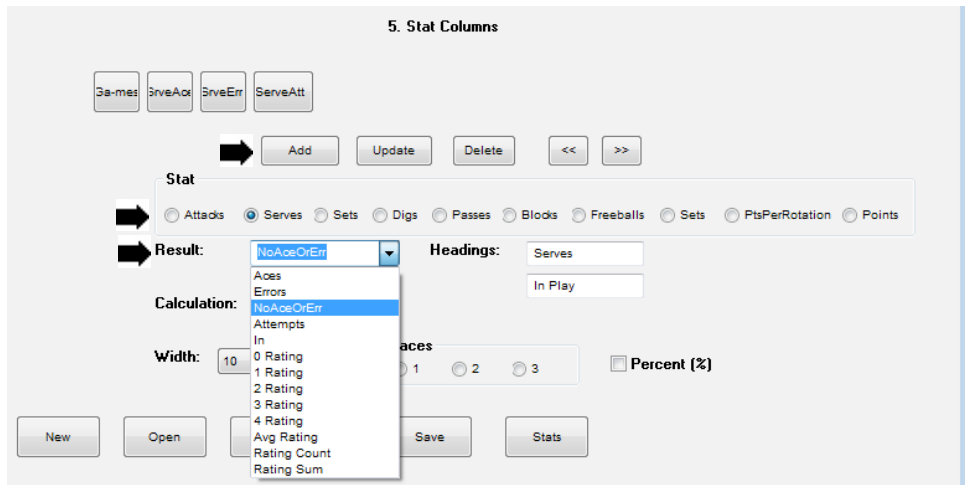 5. Stat Columns
Ga-mes SrveAce SrveErr ServeAtt
Add Update Delete << >>
Stat
Attacks Serves Sets Digs Passes Blocks Freeballs Sets PtsPerRotation Points
Result: NoAceOrErr Headings: Serves
In Play
Aces
Errors
NoAceOrErr
Calculation:
Attempts
In
0 Rating
Width: 10 aces
1 2 3 Percent (%)
1 Rating
2 Rating
3 Rating
4 Rating
Avg Rating
Rating Count
Rating Sum
New Open Save Stats